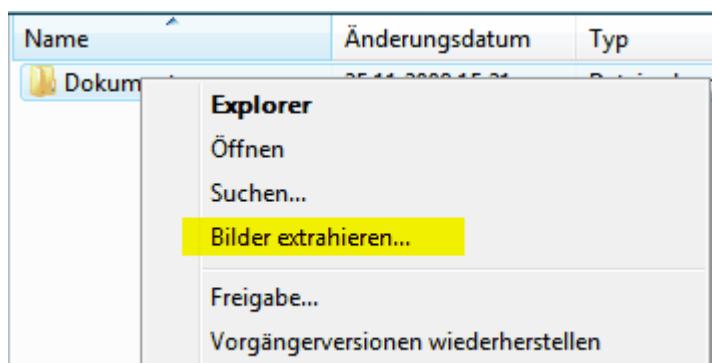 Name Änderungsdatum Typ
Explorer
Öffnen
Suchen...
Bilder extrahieren...
Freigabe...
Vorgängerversionen wiederherstellen